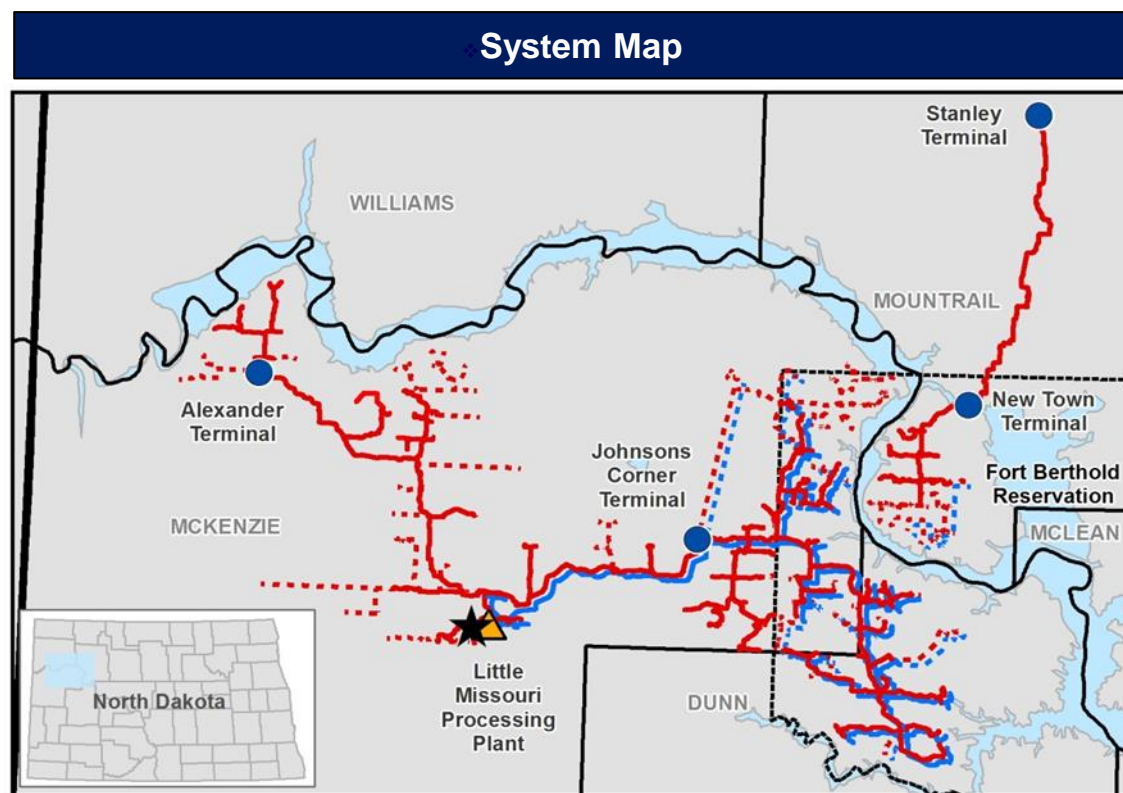 ❖System Map
Stanley
Terminal
WILLIAMS
MOUNTRAIL
Alexander
Terminal
New Town
Terminal
Johnsons
Corner
Terminal
Fort Berthold
Reservation
MCKENZIE
MCLEAN
Little
Missouri
Processing
Plant
DUNN
North Dakota